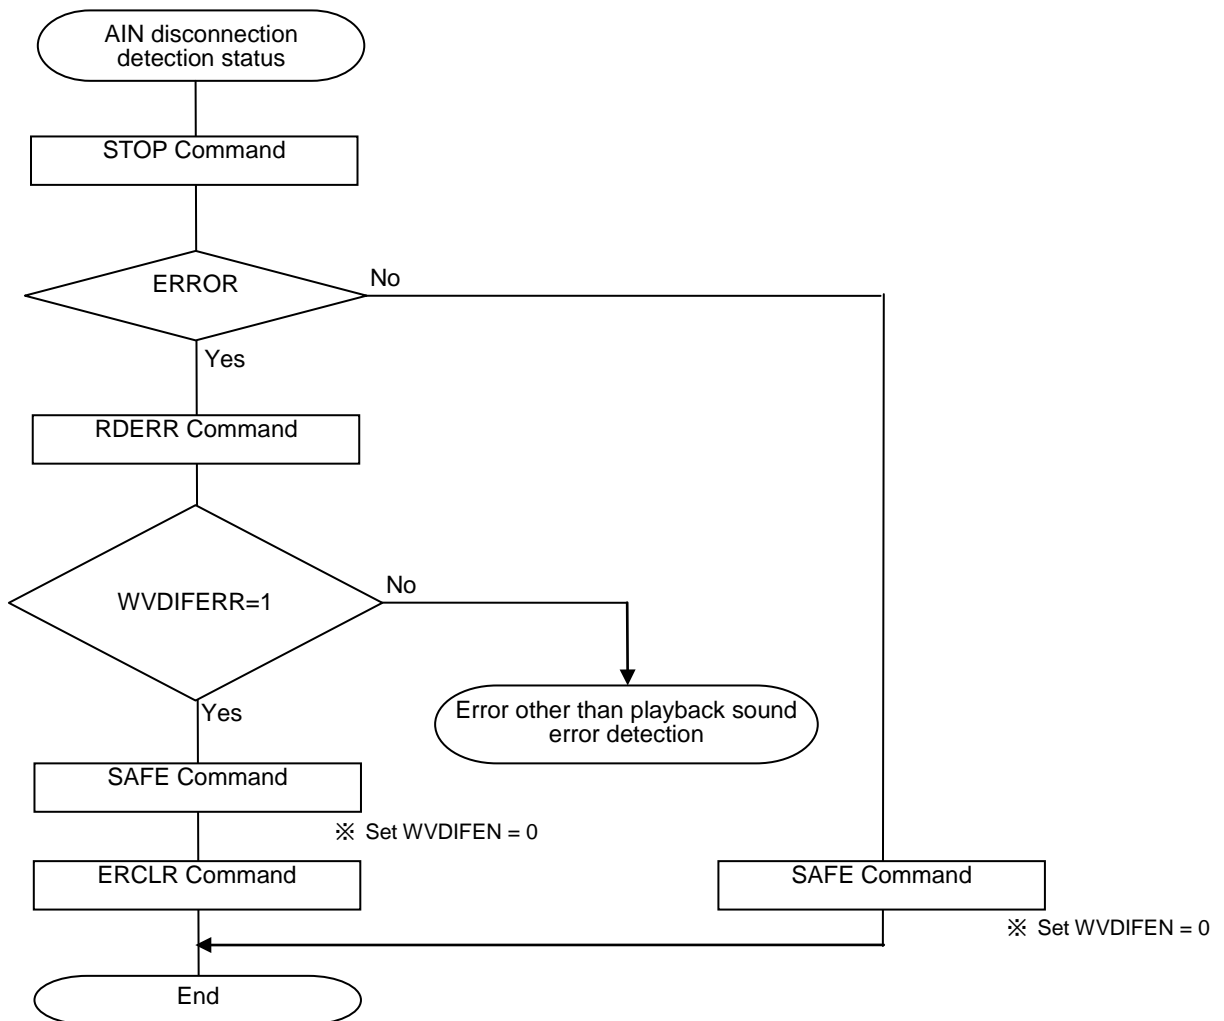 AIN disconnection
detection status
STOP Command
ERROR
No
Yes
RDERR Command
WVDIFERR=1
No
Yes
Error other than playback sound
error detection
SAFE Command
※ Set WVDIFEN = 0
ERCLR Command
SAFE Command
※ Set WVDIFEN = 0
End